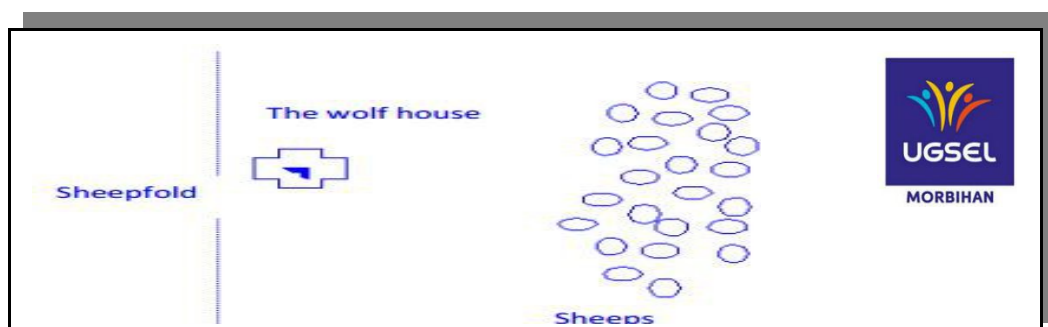 The wolf house
Sheepfold
UGSEL
MORBIHAN
Sheeps